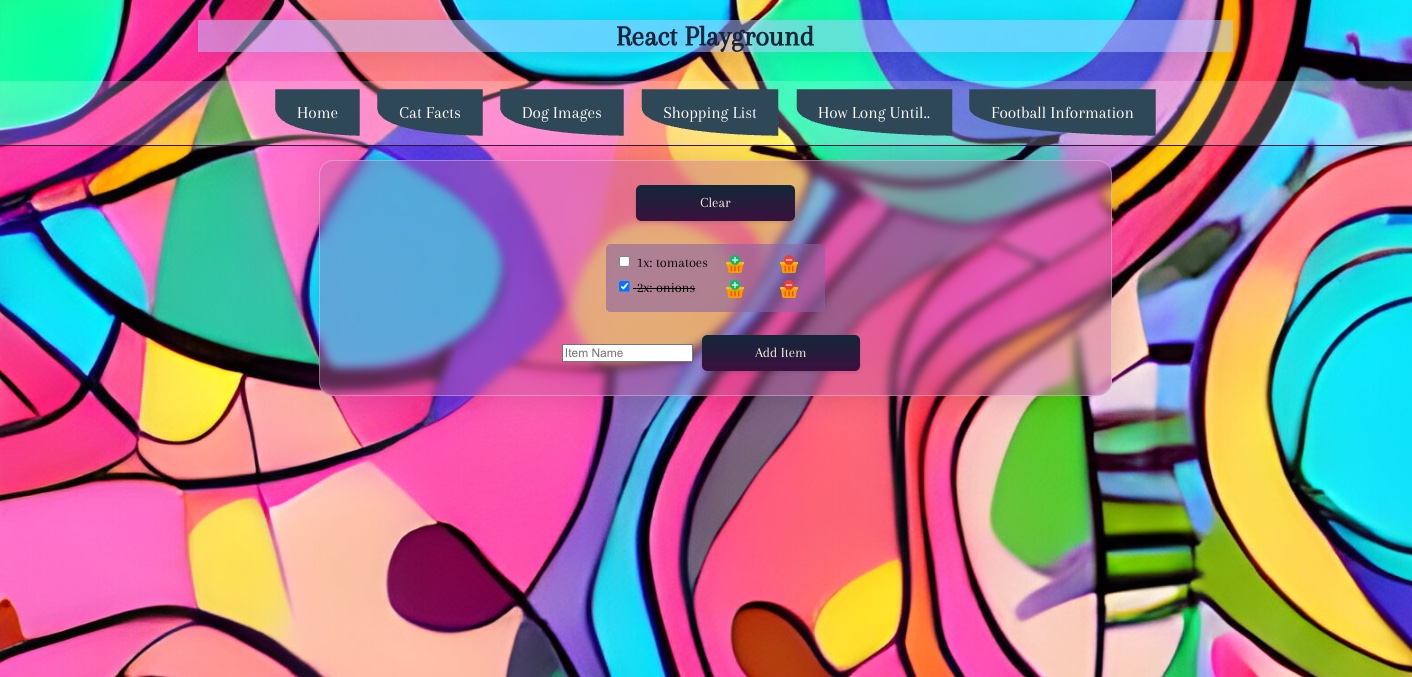 React Playground
Home Cat Facts Dog Images Shopping List How Long Until.. Football Information
Clear
1x: tomatoes
2x: onions
Item Name Add Item